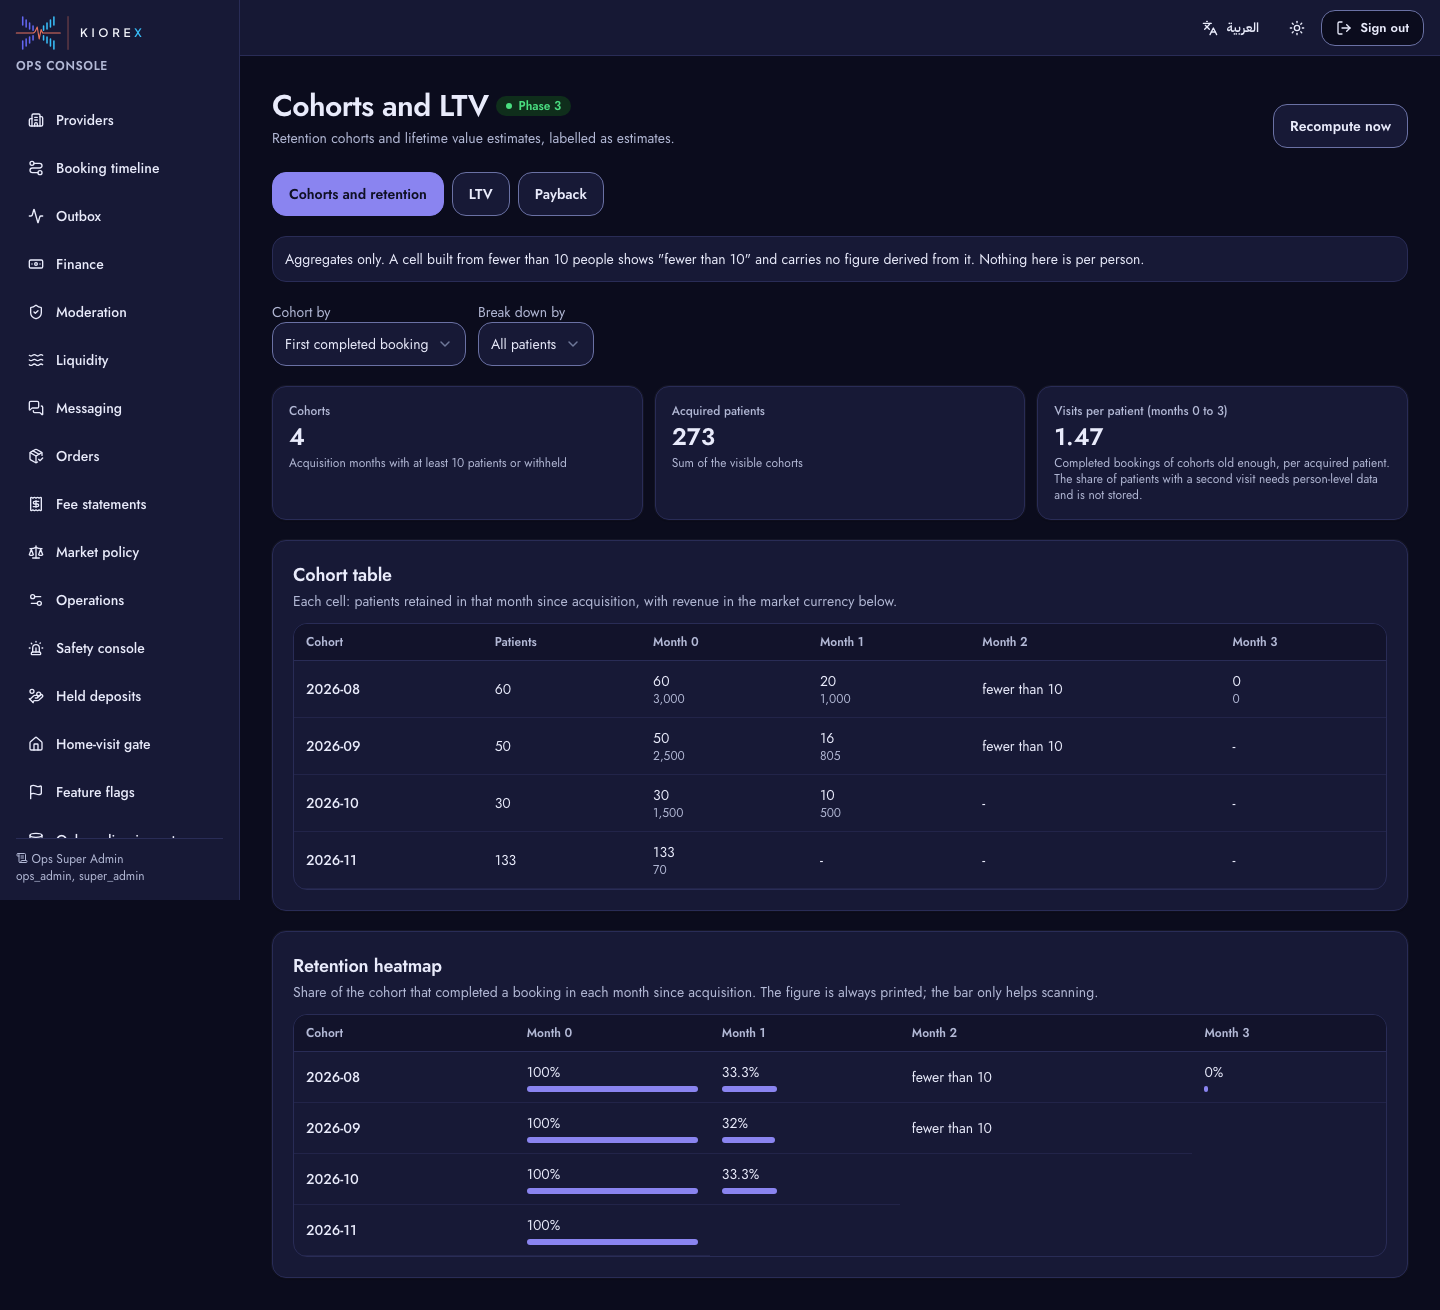 KIOREX
OPS CONSOLE
Providers
Booking timeline
Outbox
Finance
Moderation
Liquidity
Messaging
Orders
Fee statements
Market policy
Operations
Safety console
Held deposits
Home-visit gate
Feature flags
Ops Super Admin
ops_admin, super_admin
العربية
Sign out
Cohorts and LTV
Phase 3
Retention cohorts and lifetime value estimates, labelled as estimates.
Recompute now
Cohorts and retention
LTV
Payback
Aggregates only. A cell built from fewer than 10 people shows "fewer than 10" and carries no figure derived from it. Nothing here is per person.
Cohort by
Break down by
First completed booking
All patients
Cohorts
4
Acquisition months with at least 10 patients or withheld
Acquired patients
273
Sum of the visible cohorts
Visits per patient (months 0 to 3)
1.47
Completed bookings of cohorts old enough, per acquired patient.
The share of patients with a second visit needs person-level data
and is not stored.
Cohort table
Each cell: patients retained in that month since acquisition, with revenue in the market currency below.
Cohort Patients Month 0 Month 1 Month 2 Month 3
2026-08 60 60 20 fewer than 10 0
3,000 1,000 0
2026-09 50 50 16 fewer than 10 -
2,500 805
2026-10 30 30 10 - -
1,500 500
2026-11 133 133 - - -
70
Retention heatmap
Share of the cohort that completed a booking in each month since acquisition. The figure is always printed; the bar only helps scanning.
Cohort Month 0 Month 1 Month 2 Month 3
2026-08 100% 33.3% fewer than 10 0%
2026-09 100% 32% fewer than 10
2026-10 100% 33.3%
2026-11 100%